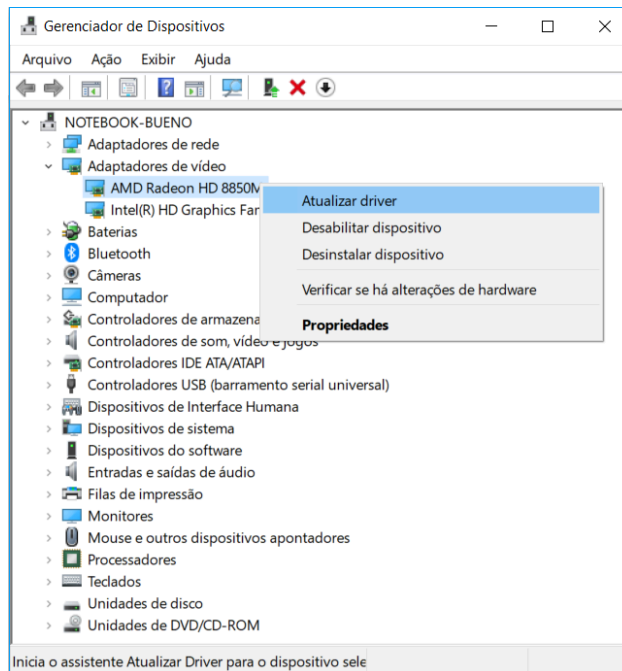 Gerenciador de Dispositivos
Arquivo Ação Exibir Ajuda
NOTEBOOK-BUENO
Adaptadores de rede
Adaptadores de vídeo
AMD Radeon HD 8850M
Atualizar driver
Intel(R) HD Graphics Far
Desabilitar dispositivo
Baterias
Desinstalar dispositivo
Bluetooth
Câmeras
Verificar se há alterações de hardware
Computador
Controladores de armazena
Propriedades
Controladores de som, vídeo e jogos
Controladores IDE ATA/ATAPI
Controladores USB (barramento serial universal)
Dispositivos de Interface Humana
Dispositivos de sistema
Dispositivos do software
Entradas e saídas de áudio
Filas de impressão
Monitores
Mouse e outros dispositivos apontadores
Processadores
Teclados
Unidades de disco
Unidades de DVD/CD-ROM
Inicia o assistente Atualizar Driver para o dispositivo sele